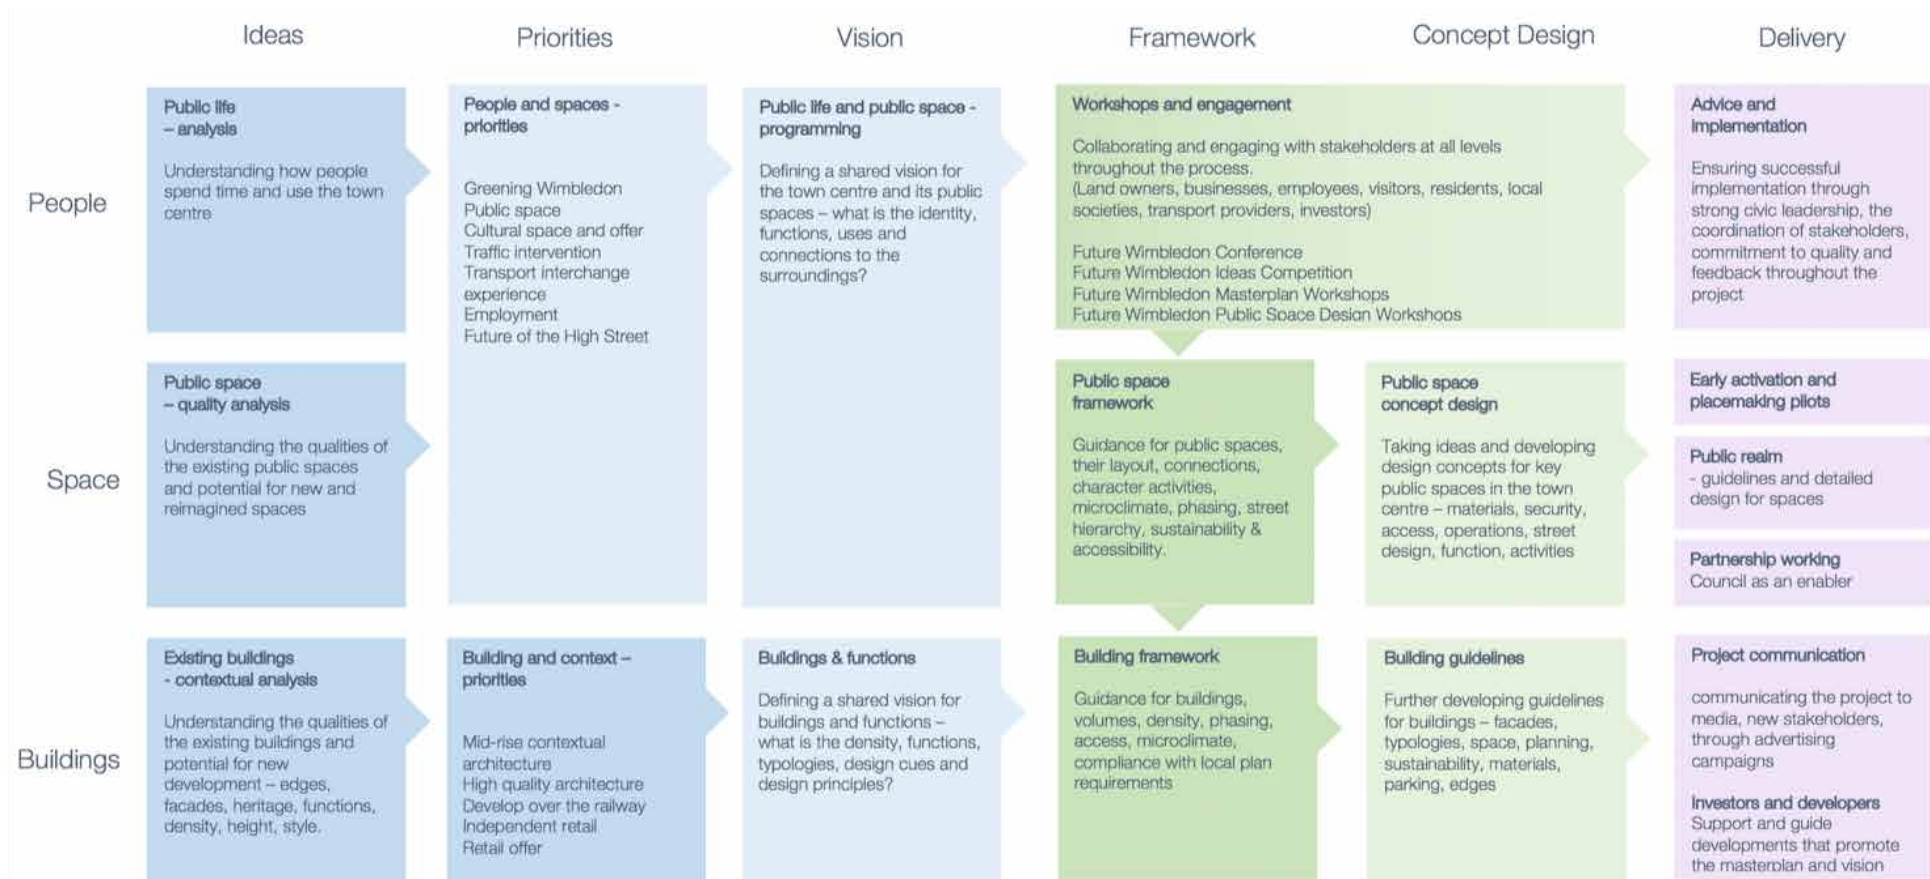 Ideas
Priorities
Vision
Framework
Concept Design
Delivery
People
Public life
– analysis
Understanding how people
spend time and use the town
centre
People and spaces -
priorities
Greening Wimbledon
Public space
Cultural space and offer
Traffic intervention
Transport interchange
experience
Employment
Future of the High Street
Public life and public space -
programming
Defining a shared vision for
the town centre and its public
spaces – what is the identity,
functions, uses and
connections to the
surroundings?
Workshops and engagement
Collaborating and engaging with stakeholders at all levels
throughout the process.
(Land owners, businesses, employees, visitors, residents, local
societies, transport providers, investors)
Future Wimbledon Conference
Future Wimbledon Ideas Competition
Future Wimbledon Masterplan Workshops
Future Wimbledon Public Space Design Workshops
Advice and
implementation
Ensuring successful
implementation through
strong civic leadership, the
coordination of stakeholders,
commitment to quality and
feedback throughout the
project
Space
Public space
– quality analysis
Understanding the qualities of
the existing public spaces
and potential for new and
reimagined spaces
Public space
framework
Guidance for public spaces,
their layout, connections,
character activities,
microclimate, phasing, street
hierarchy, sustainability &
accessibility.
Public space
concept design
Taking ideas and developing
design concepts for key
public spaces in the town
centre – materials, security,
access, operations, street
design, function, activities
Early activation and
placemaking pilots
Public realm
- guidelines and detailed
design for spaces
Partnership working
Council as an enabler
Buildings
Existing buildings
- contextual analysis
Understanding the qualities of
the existing buildings and
potential for new
development – edges,
facades, heritage, functions,
density, height, style.
Building and context –
priorities
Mid-rise contextual
architecture
High quality architecture
Develop over the railway
Independent retail
Retail offer
Buildings & functions
Defining a shared vision for
buildings and functions –
what is the density, functions,
typologies, design cues and
design principles?
Building framework
Guidance for buildings,
volumes, density, phasing,
access, microclimate,
compliance with local plan
requirements
Building guidelines
Further developing guidelines
for buildings – facades,
typologies, space, planning,
sustainability, materials,
parking, edges
Project communication
communicating the project to
media, new stakeholders,
through advertising
campaigns
Investors and developers
Support and guide
developments that promote
the masterplan and vision